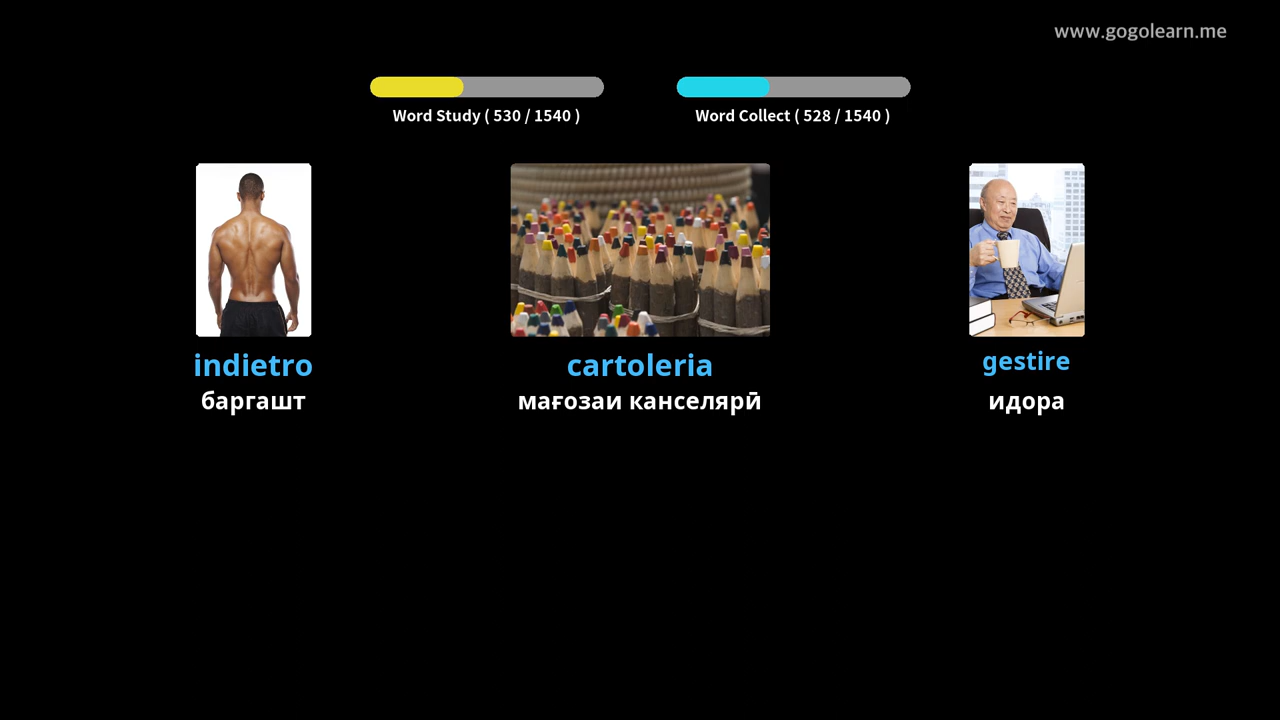 www.gogolearn.me
Word Study ( 530 / 1540 )
Word Collect ( 528 / 1540 )
indietro
cartoleria
gestire
баргашт
мағозаи канселярӣ
идора